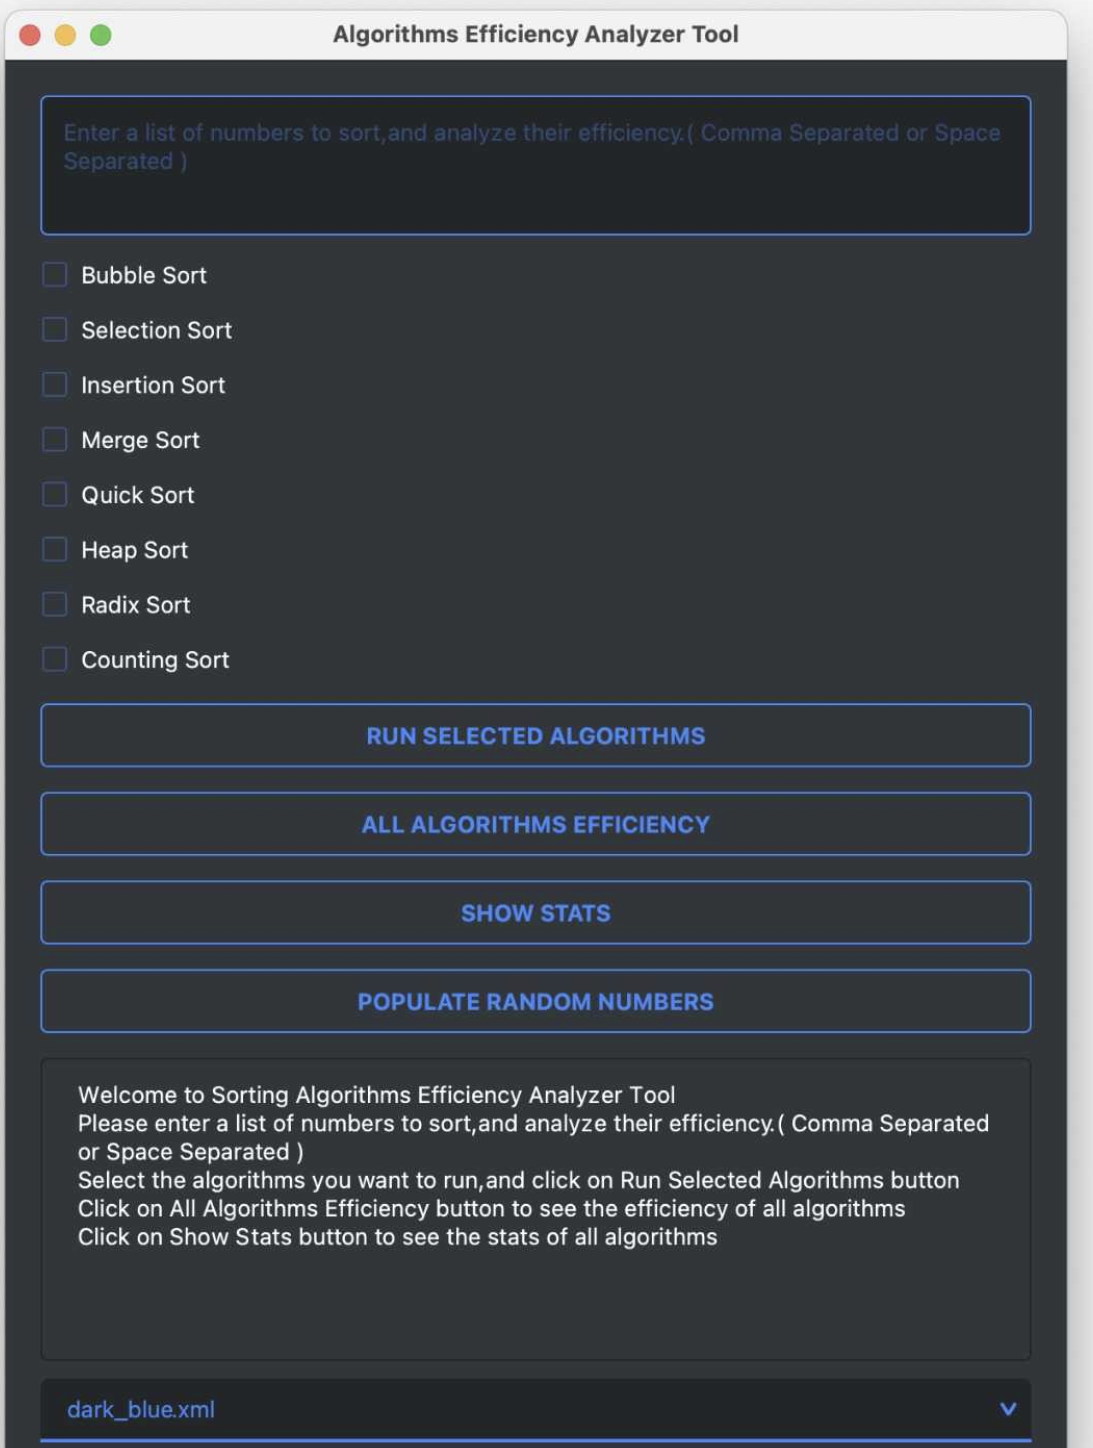 Algorithms Efficiency Analyzer Tool
Enter a list of numbers to sort,and analyze their efficiency.( Comma Separated or Space
Separated )
Bubble Sort
Selection Sort
Insertion Sort
Merge Sort
Quick Sort
Heap Sort
Radix Sort
Counting Sort
RUN SELECTED ALGORITHMS
ALL ALGORITHMS EFFICIENCY
SHOW STATS
POPULATE RANDOM NUMBERS
Welcome to Sorting Algorithms Efficiency Analyzer Tool
Please enter a list of numbers to sort,and analyze their efficiency.( Comma Separated
or Space Separated )
Select the algorithms you want to run,and click on Run Selected Algorithms button
Click on All Algorithms Efficiency button to see the efficiency of all algorithms
Click on Show Stats button to see the stats of all algorithms
dark_blue.xml